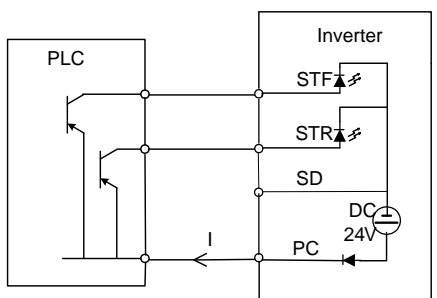 Inverter
PLC
STF
STR
SD
DC
24V
I
PC